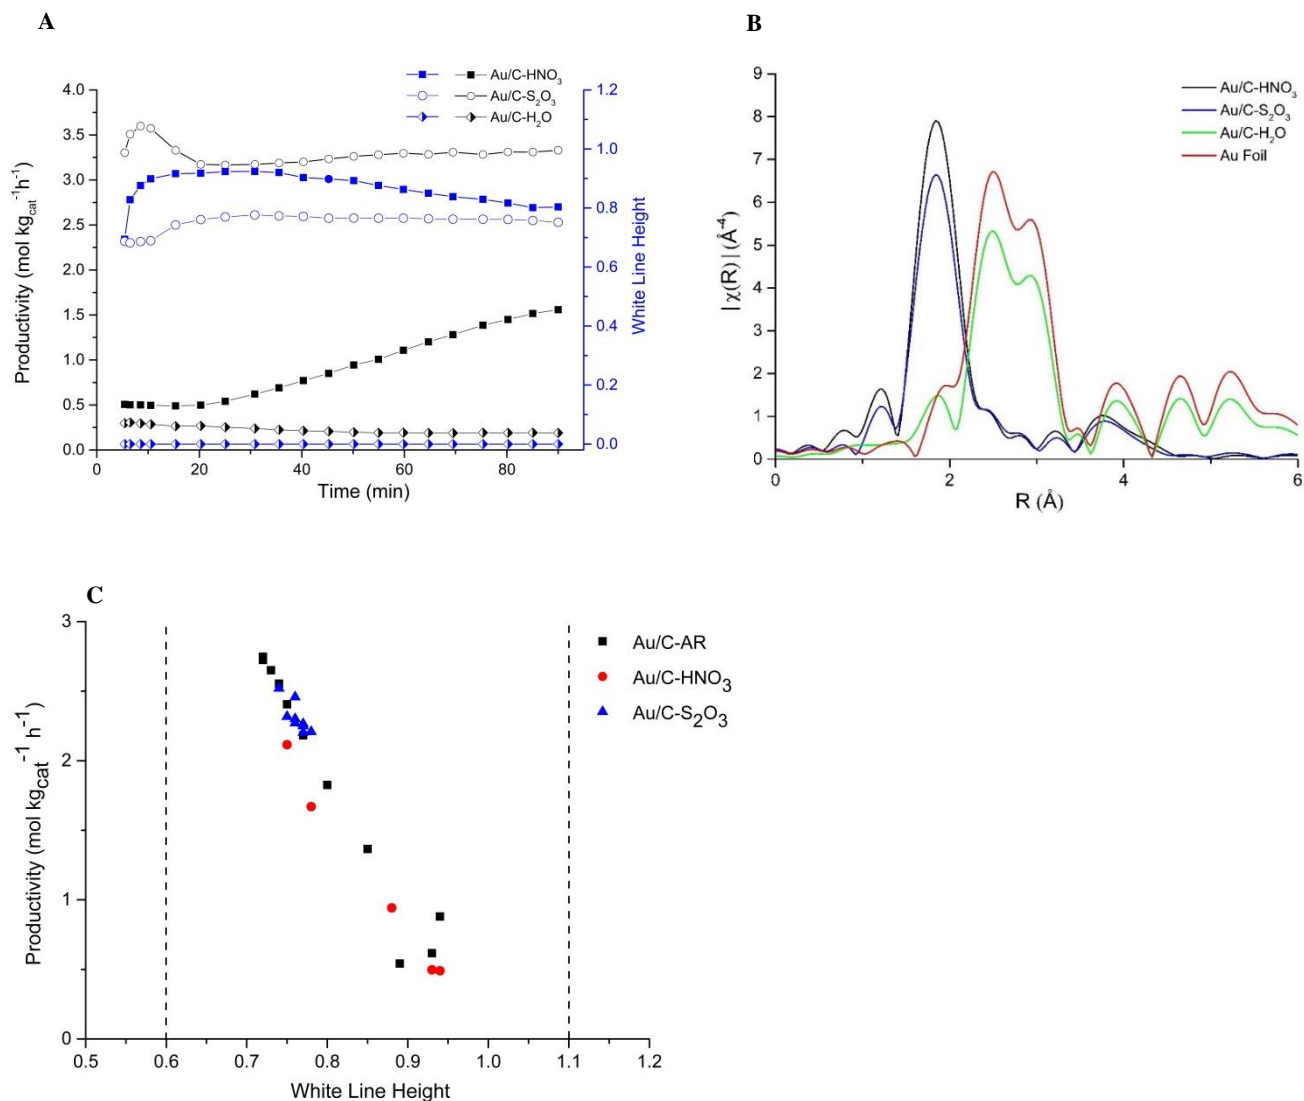 A
Au/C-HNO₃
Au/C-S₂O₃
Au/C-H₂O
4.0
3.5
3.0
2.5
2.0
1.5
1.0
0.5
0.0
Productivity (mol kg_cat⁻¹h⁻¹)
0 20 40 60 80
Time (min)
1.2
1.0
0.8
0.6
0.4
0.2
0.0
White Line Height
B
Au/C-HNO₃
Au/C-S₂O₃
Au/C-H₂O
Au Foil
9
8
7
6
5
4
3
2
1
0
|χ(R)|(Å⁻⁴)
0 2 4 6
R (Å)
C
Au/C-AR
Au/C-HNO₃
Au/C-S₂O₃
3
2
1
0
Productivity (mol kg_cat⁻¹ h⁻¹)
0.5 0.6 0.7 0.8 0.9 1.0 1.1 1.2
White Line Height